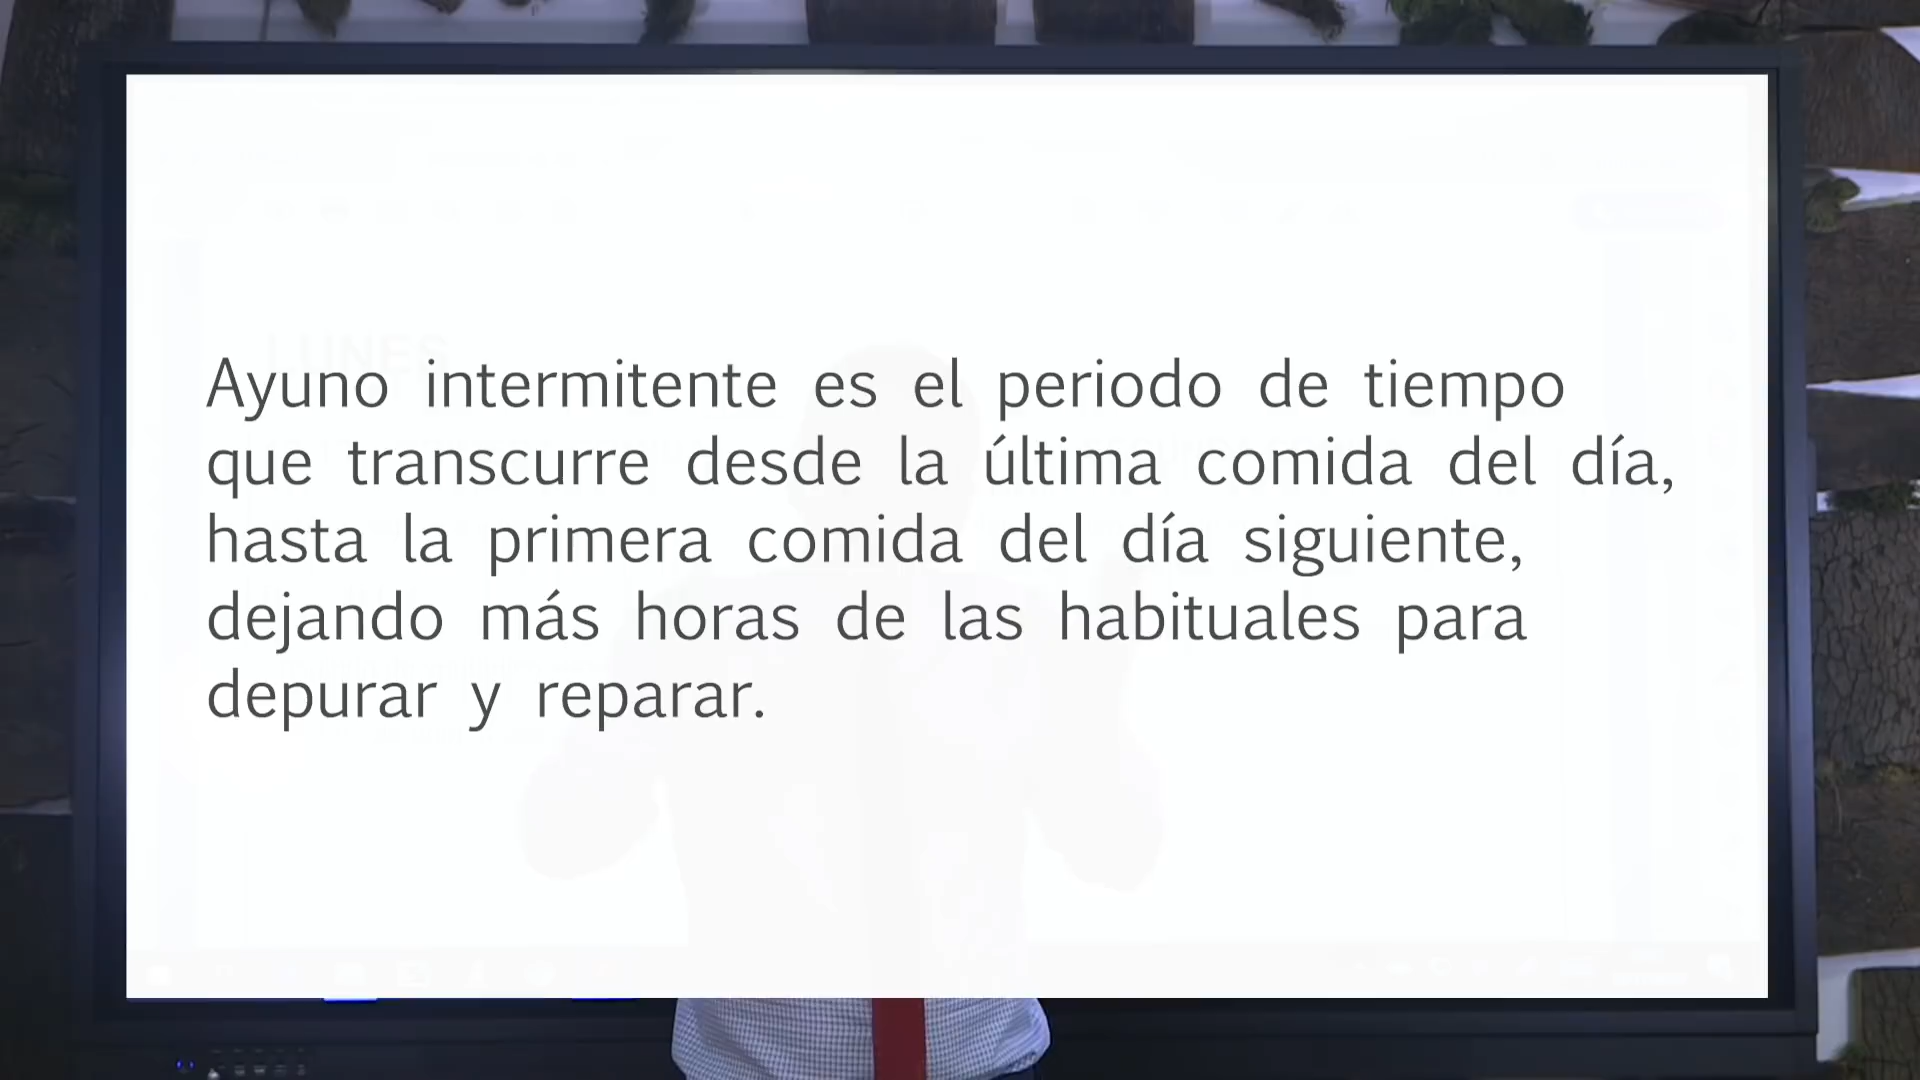 Ayuno intermitente es el periodo de tiempo
que transcurre desde la última comida del día,
hasta la primera comida del día siguiente,
dejando más horas de las habituales para
depurar y reparar.